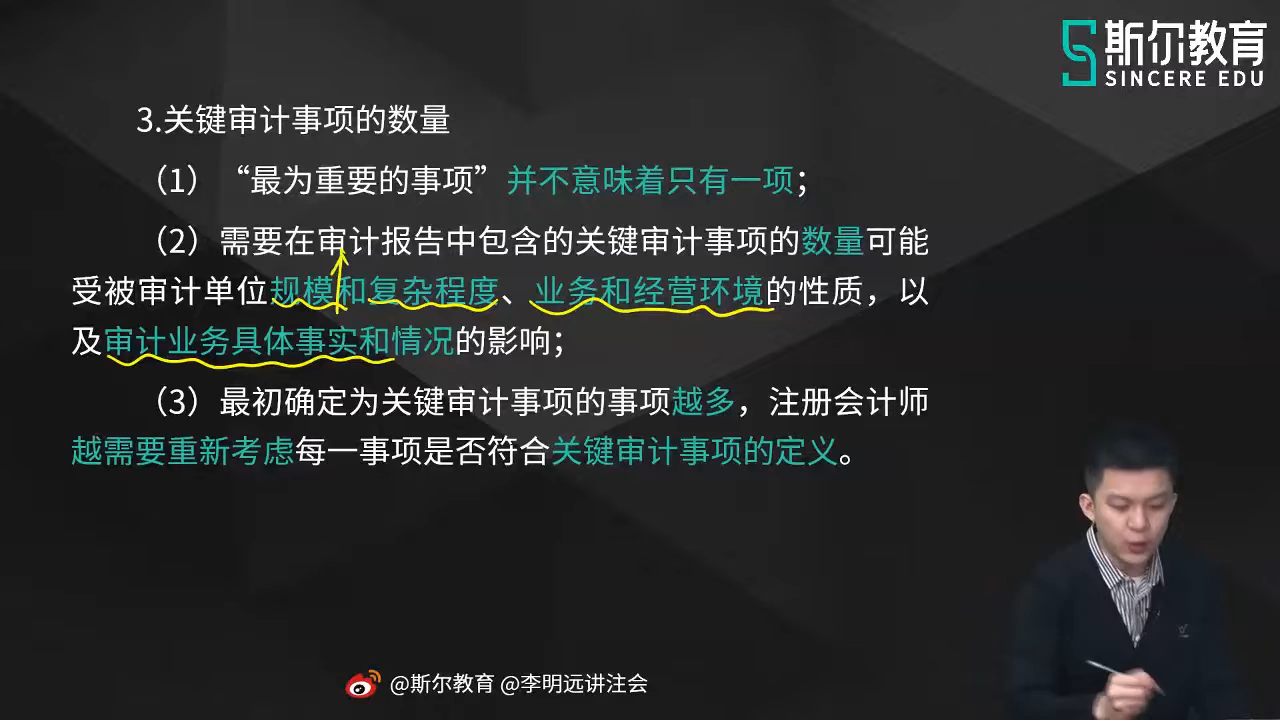 斯尔教育
SINCERE EDU
3.关键审计事项的数量
（1）“最为重要的事项”并不意味着只有一项；
（2）需要在审计报告中包含的关键审计事项的数量可能
受被审计单位规模和复杂程度、业务和经营环境的性质，以
及审计业务具体事实和情况的影响；
（3）最初确定为关键审计事项的事项越多，注册会计师
越需要重新考虑每一事项是否符合关键审计事项的定义。
@斯尔教育 @李明远讲注会